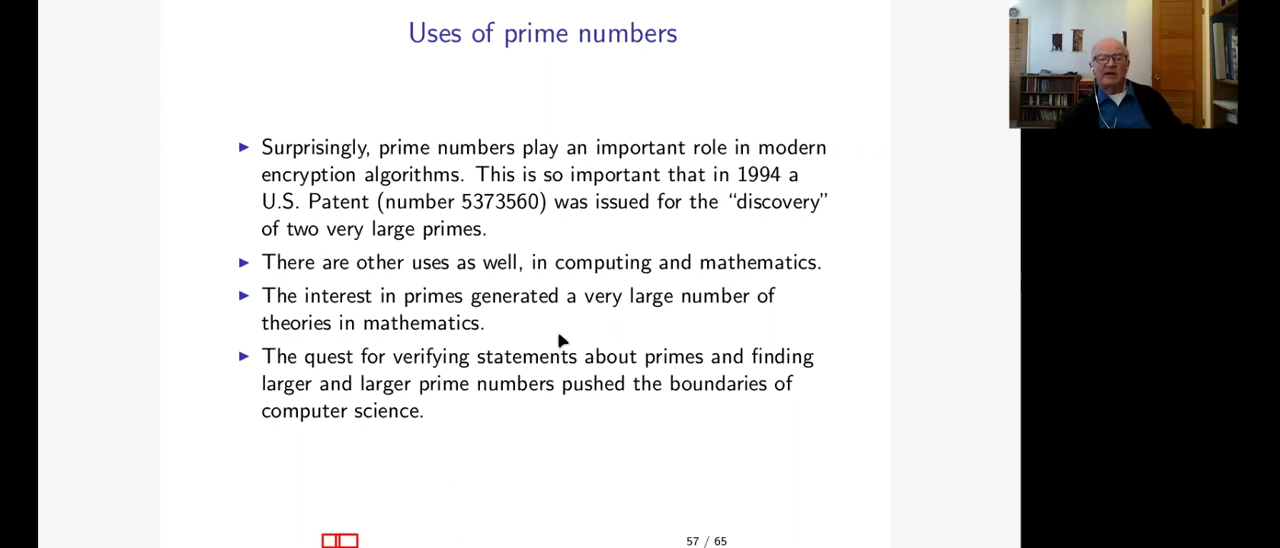 Uses of prime numbers
▶ Surprisingly, prime numbers play an important role in modern
encryption algorithms. This is so important that in 1994 a
U.S. Patent (number 5373560) was issued for the “discovery”
of two very large primes.
▶ There are other uses as well, in computing and mathematics.
▶ The interest in primes generated a very large number of
theories in mathematics.
▶ The quest for verifying statements about primes and finding
larger and larger prime numbers pushed the boundaries of
computer science.
57 / 65